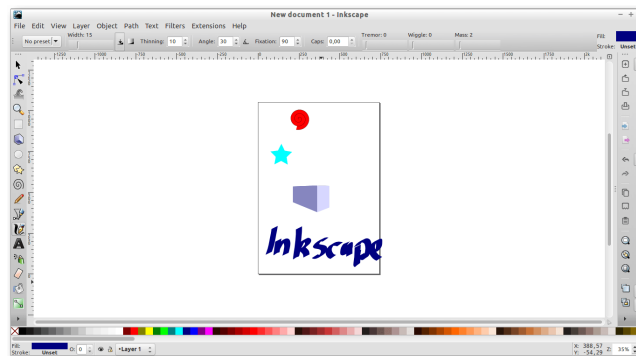 New document 1 - Inkscape
File Edit View Layer Object Path Text Filters Extensions Help
No preset Width: 15 Thinning: 10 Angle: 30 Fixation: 90 Caps: 0,00 Tremor: 0 Wiggle: 0 Mass: 2 Fill:
Stroke: Unset
Inkscape
Fill: O: 0 •Layer 1 X: 388,57 Z: 35%
Stroke: Unset Y: -54,29